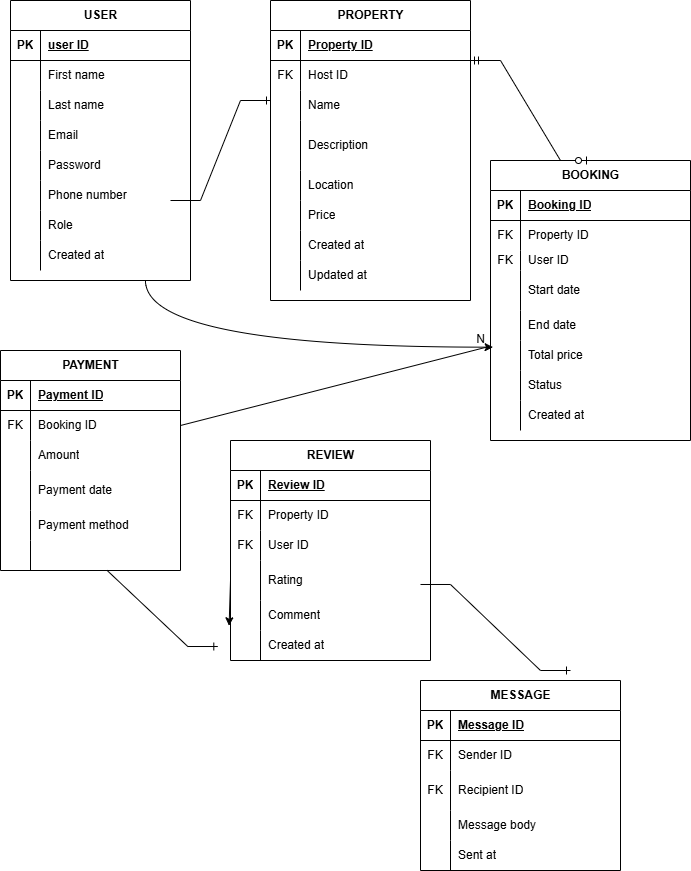 USER
PK user ID
First name
Last name
Email
Password
Phone number
Role
Created at
PROPERTY
PK Property ID
FK Host ID
Name
Description
Location
Price
Created at
Updated at
BOOKING
PK Booking ID
FK Property ID
FK User ID
Start date
End date
Total price
Status
Created at
N
PAYMENT
PK Payment ID
FK Booking ID
Amount
Payment date
Payment method
REVIEW
PK Review ID
FK Property ID
FK User ID
Rating
Comment
Created at
MESSAGE
PK Message ID
FK Sender ID
FK Recipient ID
Message body
Sent at